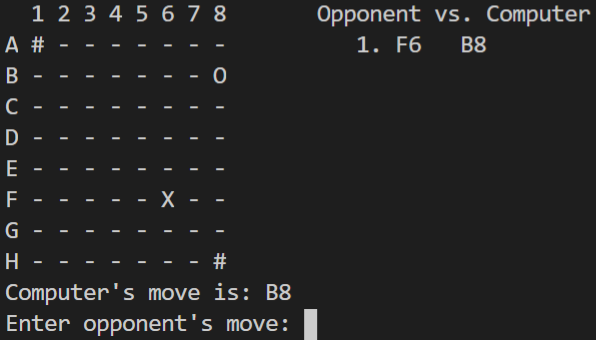 1 2 3 4 5 6 7 8 Opponent vs. Computer
A # - - - - - - - 1. F6 B8
B - - - - - - - O
C - - - - - - - -
D - - - - - - - -
E - - - - - - - -
F - - - - - X - -
G - - - - - - - -
H - - - - - - - #
Computer's move is: B8
Enter opponent's move: